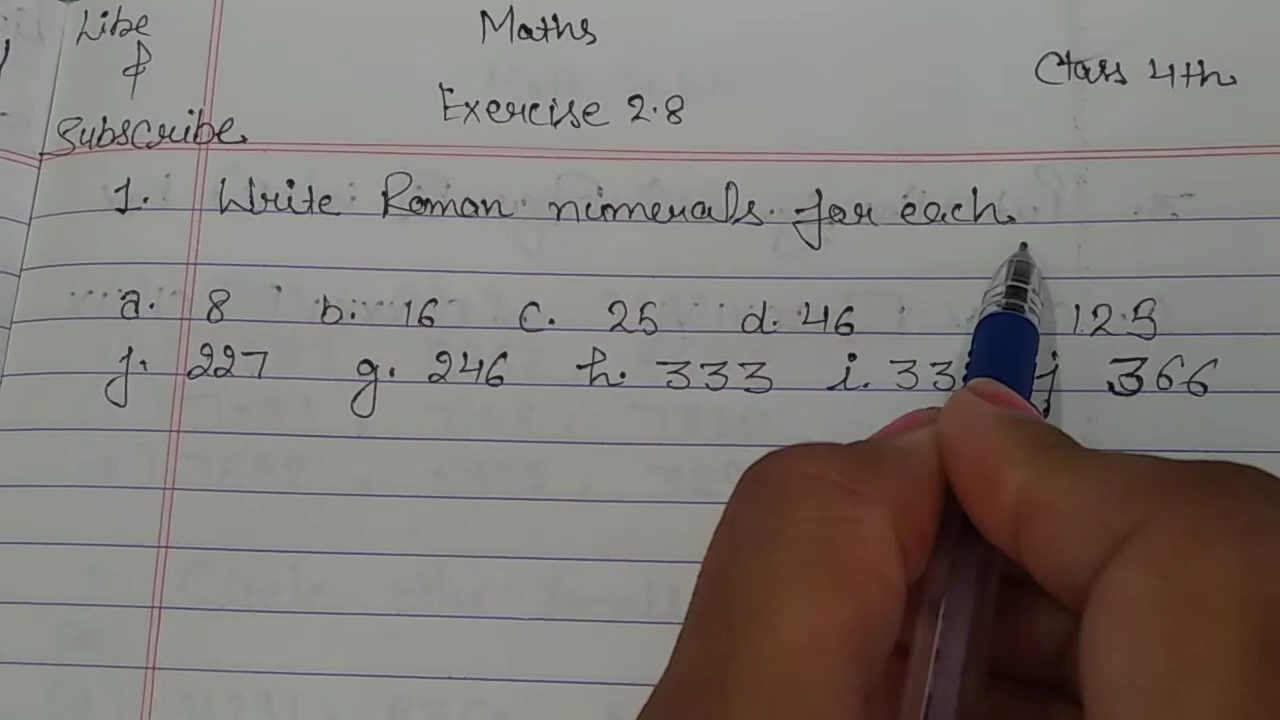 Like
&
Subscribe
Maths
Class 4th
Exercise 2.8
1. Write Roman numerals for each.
a. 8 b. 16 c. 25 d. 46 125
f. 227 g. 246 h. 333 i. 33 j 366